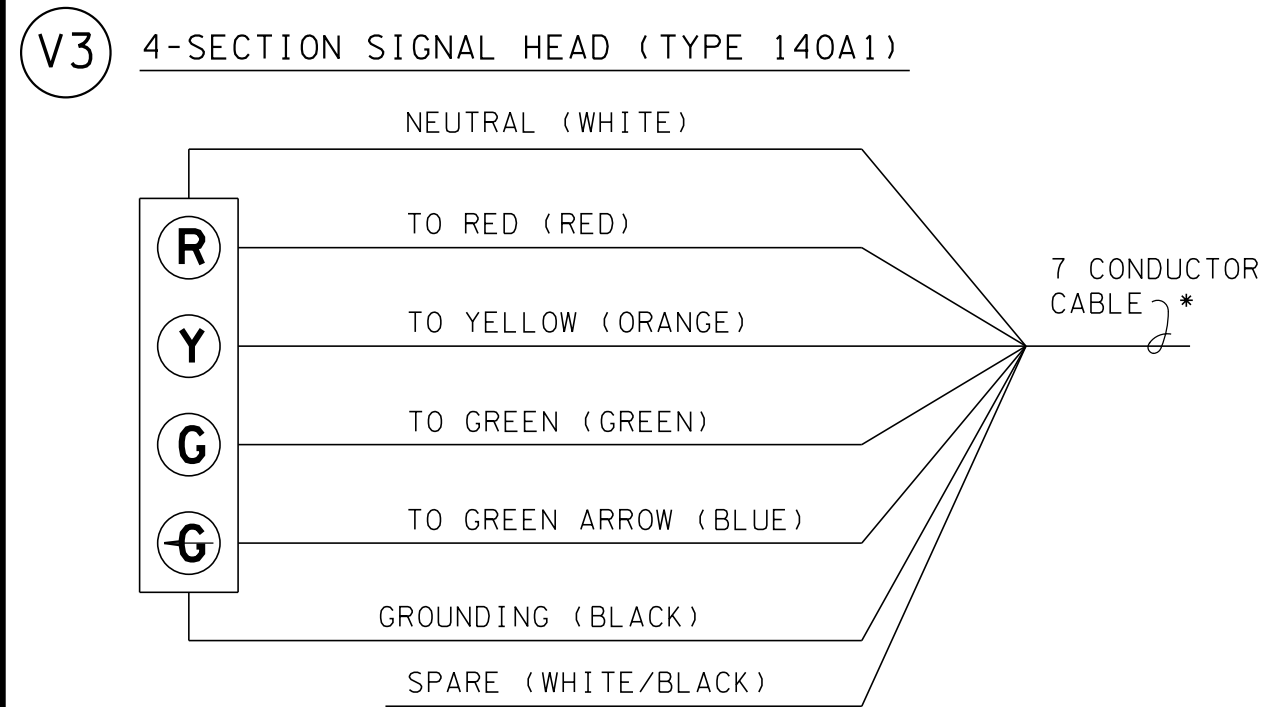 V3 4-SECTION SIGNAL HEAD (TYPE 140A1)
NEUTRAL (WHITE)
R
TO RED (RED)
7 CONDUCTOR
CABLE *
Y
TO YELLOW (ORANGE)
G
TO GREEN (GREEN)
G
TO GREEN ARROW (BLUE)
GROUNDING (BLACK)
SPARE (WHITE/BLACK)